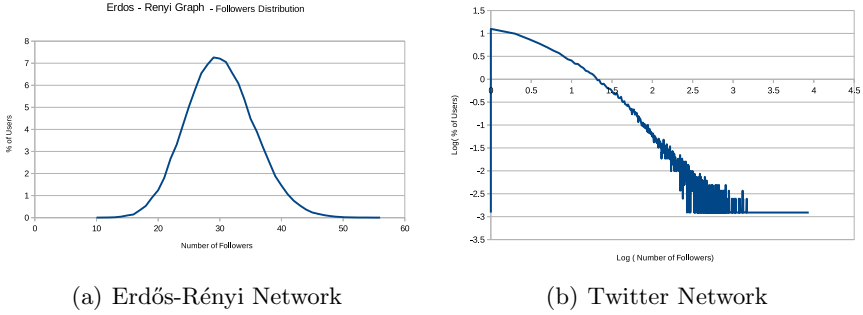 Erdos - Renyi Graph - Followers Distribution
% of Users
8
7
6
5
4
3
2
1
0
0 10 20 30 40 50 60
Number of Followers
(a) Erdős-Rényi Network
Log( % of Users)
1.5
1
0.5
0
-0.5
-1
-1.5
-2
-2.5
-3
-3.5
0 0.5 1 1.5 2 2.5 3 3.5 4 4.5
Log ( Number of Followers)
(b) Twitter Network